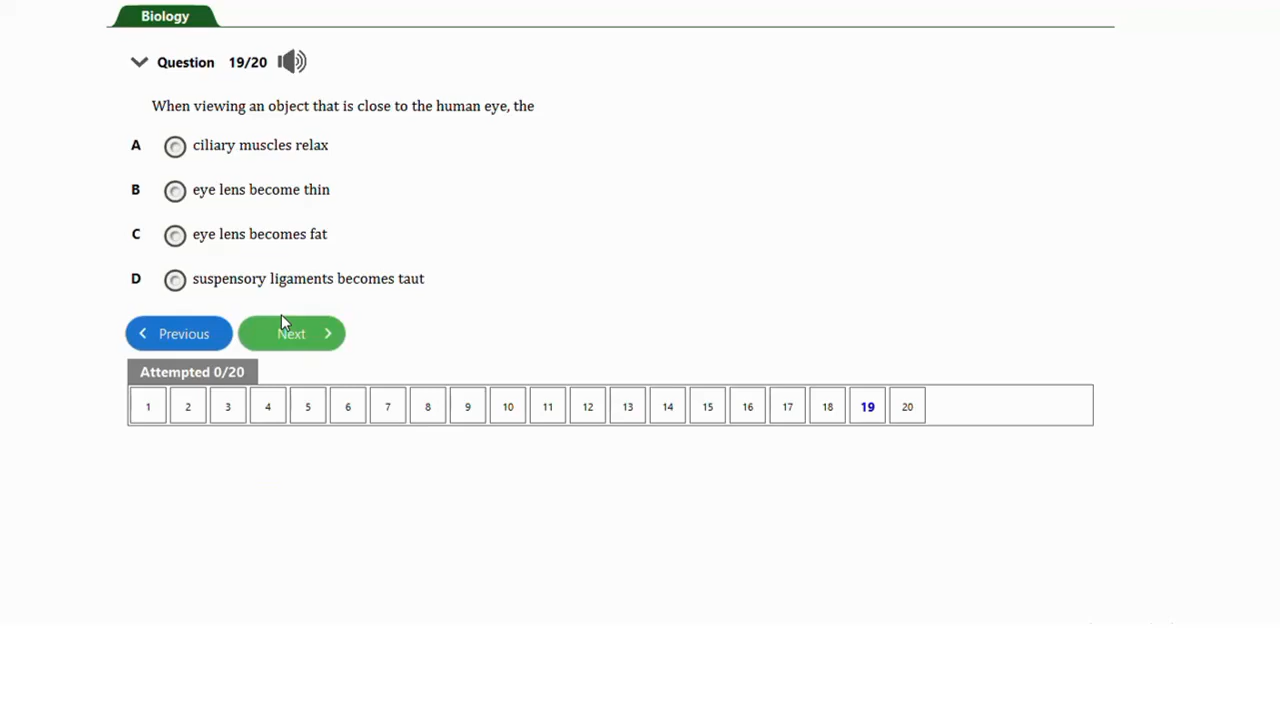 Biology
Question 19/20
When viewing an object that is close to the human eye, the
A ciliary muscles relax
B eye lens become thin
C eye lens becomes fat
D suspensory ligaments becomes taut
Previous Next
Attempted 0/20
1 2 3 4 5 6 7 8 9 10 11 12 13 14 15 16 17 18 19 20